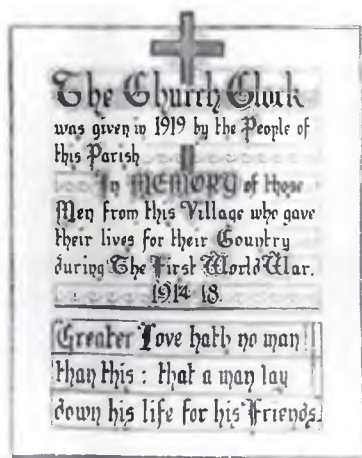 The Church Clock
was given in 1919 by the People of
this Parish
In MEMORY of those
Men from this Village who gave
their lives for their Country
during The First World War.
1914 18.
Greater Love hath no man
than this : that a man lay
down his life for his Friends.